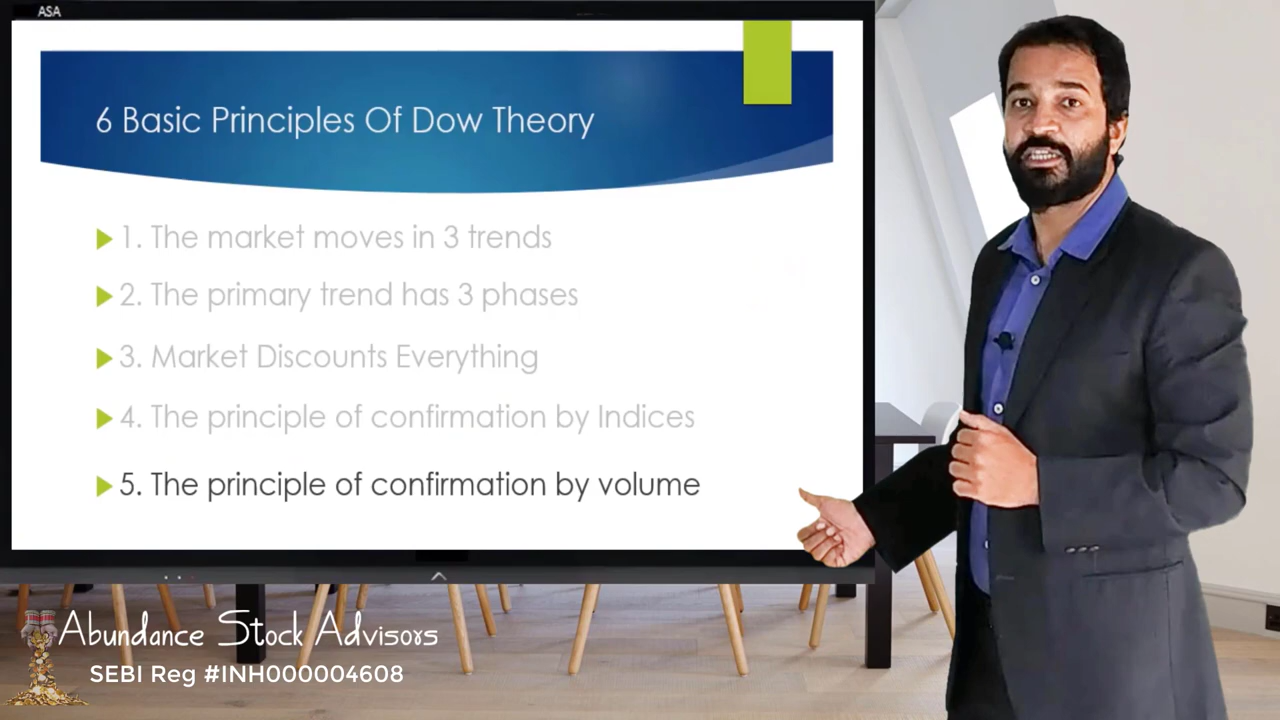 ASA
6 Basic Principles Of Dow Theory
1. The market moves in 3 trends
2. The primary trend has 3 phases
3. Market Discounts Everything
4. The principle of confirmation by Indices
5. The principle of confirmation by volume
Abundance Stock Advisors
SEBI Reg #INH000004608